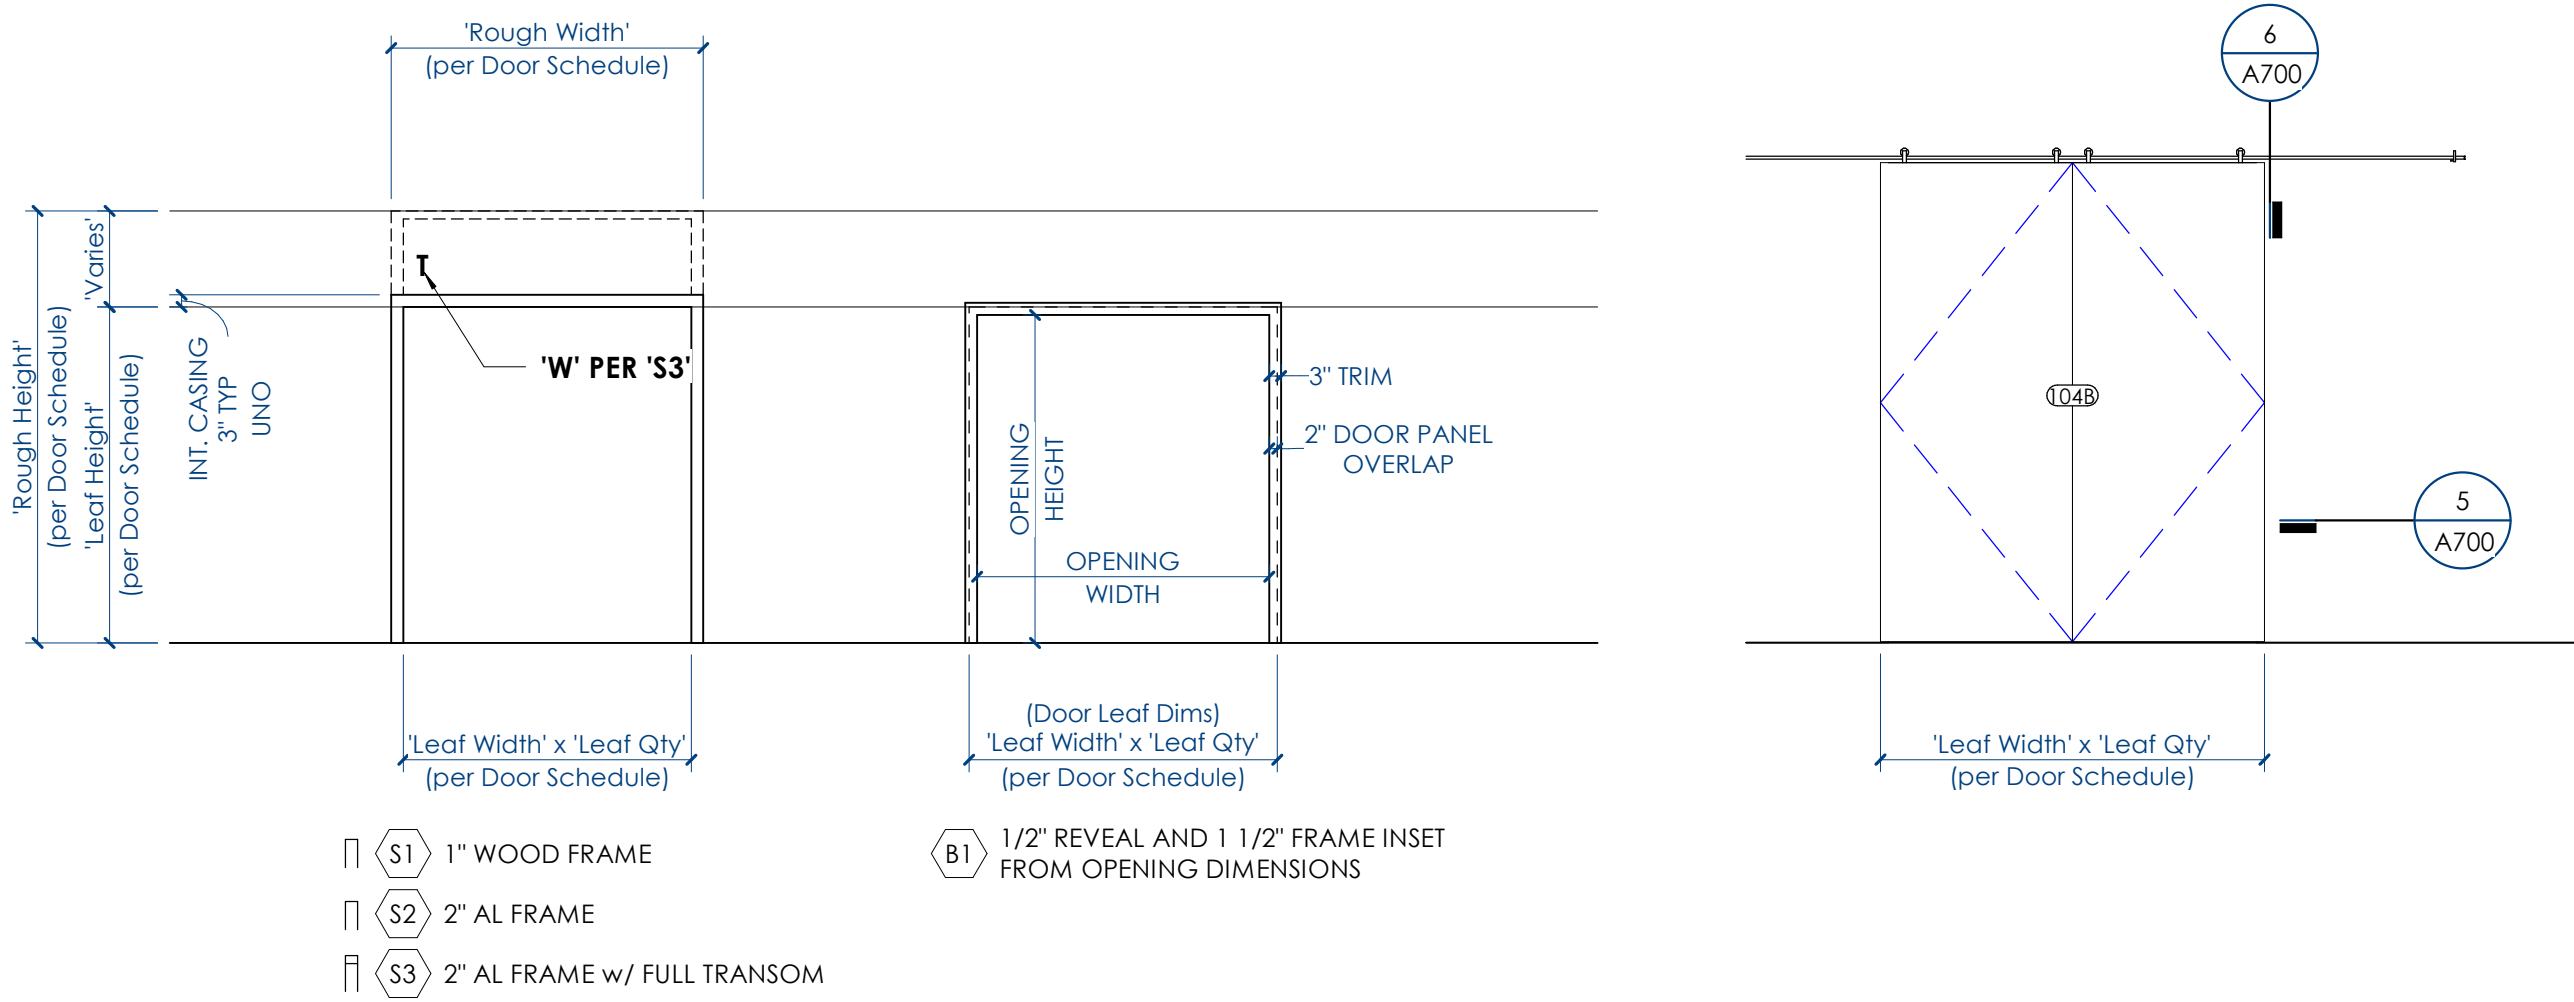 'Rough Width'
(per Door Schedule)
6
A700
'Rough Height'
(per Door Schedule)
'Varies'
'Leaf Height'
(per Door Schedule)
INT. CASING
3" TYP
UNO
T
'W' PER 'S3'
OPENING
HEIGHT
OPENING
WIDTH
3" TRIM
2" DOOR PANEL
OVERLAP
104B
5
A700
'Leaf Width' x 'Leaf Qty'
(per Door Schedule)
(Door Leaf Dims)
'Leaf Width' x 'Leaf Qty'
(per Door Schedule)
'Leaf Width' x 'Leaf Qty'
(per Door Schedule)
S1 1" WOOD FRAME
S2 2" AL FRAME
S3 2" AL FRAME w/ FULL TRANSOM
B1 1/2" REVEAL AND 1 1/2" FRAME INSET
FROM OPENING DIMENSIONS